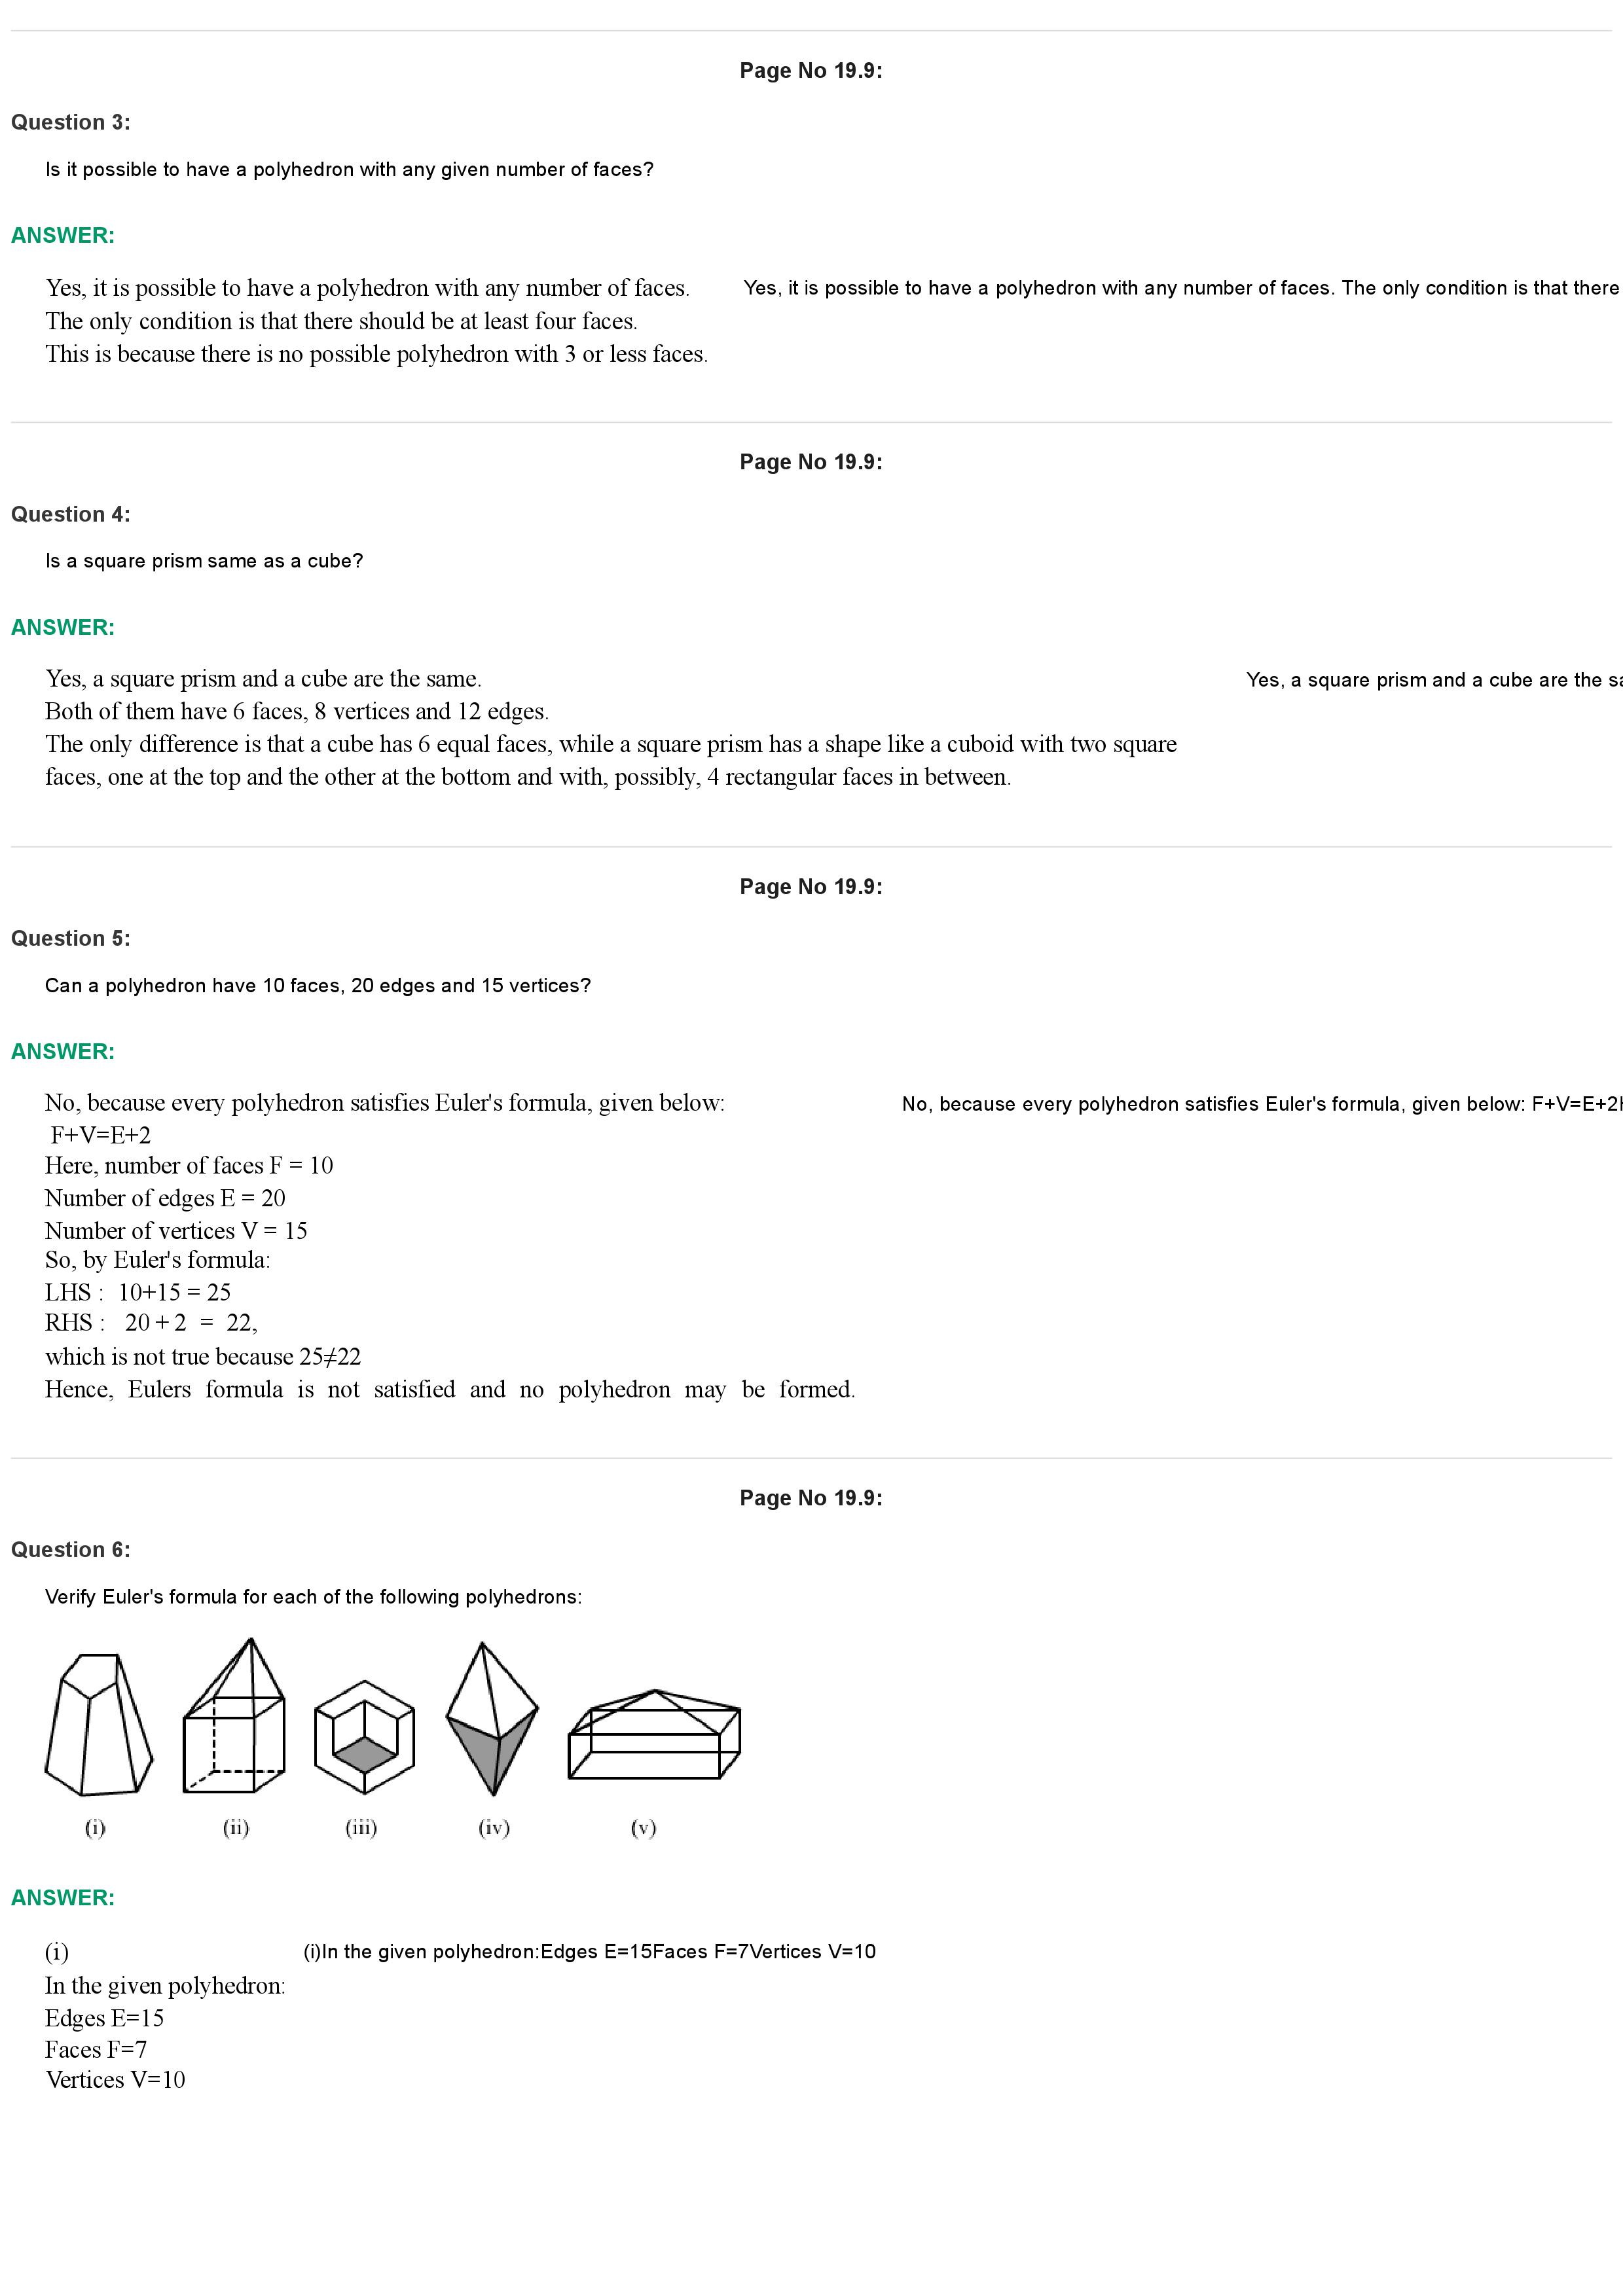 Page No 19.9:
Question 3:
Is it possible to have a polyhedron with any given number of faces?
ANSWER:
Yes, it is possible to have a polyhedron with any number of faces.
The only condition is that there should be at least four faces.
This is because there is no possible polyhedron with 3 or less faces.
Yes, it is possible to have a polyhedron with any number of faces. The only condition is that there
Page No 19.9:
Question 4:
Is a square prism same as a cube?
ANSWER:
Yes, a square prism and a cube are the same.
Both of them have 6 faces, 8 vertices and 12 edges.
The only difference is that a cube has 6 equal faces, while a square prism has a shape like a cuboid with two square
faces, one at the top and the other at the bottom and with, possibly, 4 rectangular faces in between.
Yes, a square prism and a cube are the
Page No 19.9:
Question 5:
Can a polyhedron have 10 faces, 20 edges and 15 vertices?
ANSWER:
No, because every polyhedron satisfies Euler's formula, given below:
F+V=E+2
Here, number of faces F = 10
Number of edges E = 20
Number of vertices V = 15
So, by Euler's formula:
LHS : 10+15 = 25
RHS : 20 + 2 = 22,
which is not true because 25≠22
Hence, Eulers formula is not satisfied and no polyhedron may be formed.
No, because every polyhedron satisfies Euler's formula, given below: F+V=E+2
Page No 19.9:
Question 6:
Verify Euler's formula for each of the following polyhedrons:
(i) (ii) (iii) (iv) (v)
ANSWER:
(i)
In the given polyhedron:
Edges E=15
Faces F=7
Vertices V=10
(i)In the given polyhedron:Edges E=15Faces F=7Vertices V=10